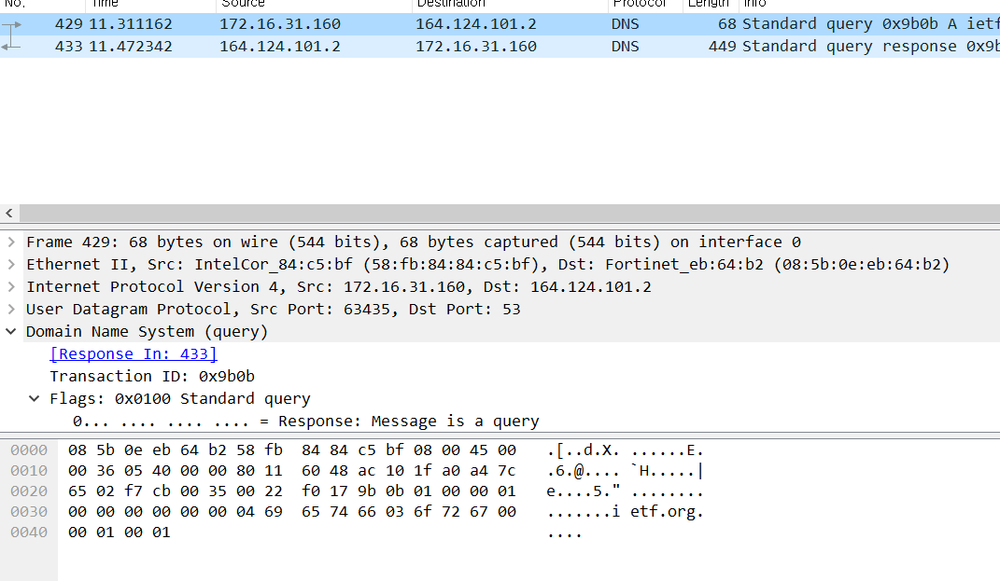 No. Time Source Destination Protocol Length Info
429 11.311162 172.16.31.160 164.124.101.2 DNS 68 Standard query 0x9b0b A ietf
433 11.472342 164.124.101.2 172.16.31.160 DNS 449 Standard query response 0x9b
Frame 429: 68 bytes on wire (544 bits), 68 bytes captured (544 bits) on interface 0
Ethernet II, Src: IntelCor_84:c5:bf (58:fb:84:84:c5:bf), Dst: Fortinet_eb:64:b2 (08:5b:0e:eb:64:b2)
Internet Protocol Version 4, Src: 172.16.31.160, Dst: 164.124.101.2
User Datagram Protocol, Src Port: 63435, Dst Port: 53
Domain Name System (query)
[Response In: 433]
Transaction ID: 0x9b0b
Flags: 0x0100 Standard query
0... .... .... .... = Response: Message is a query
0000 08 5b 0e eb 64 b2 58 fb 84 84 c5 bf 08 00 45 00 .[..d.X. ......E.
0010 00 36 05 40 00 00 80 11 60 48 ac 10 1f a0 a4 7c .6.@.... `H.....|
0020 65 02 f7 cb 00 35 00 22 f0 17 9b 0b 01 00 00 01 e....5." ........
0030 00 00 00 00 00 00 04 69 65 74 66 03 6f 72 67 00 .......i etf.org.
0040 00 01 00 01 ....